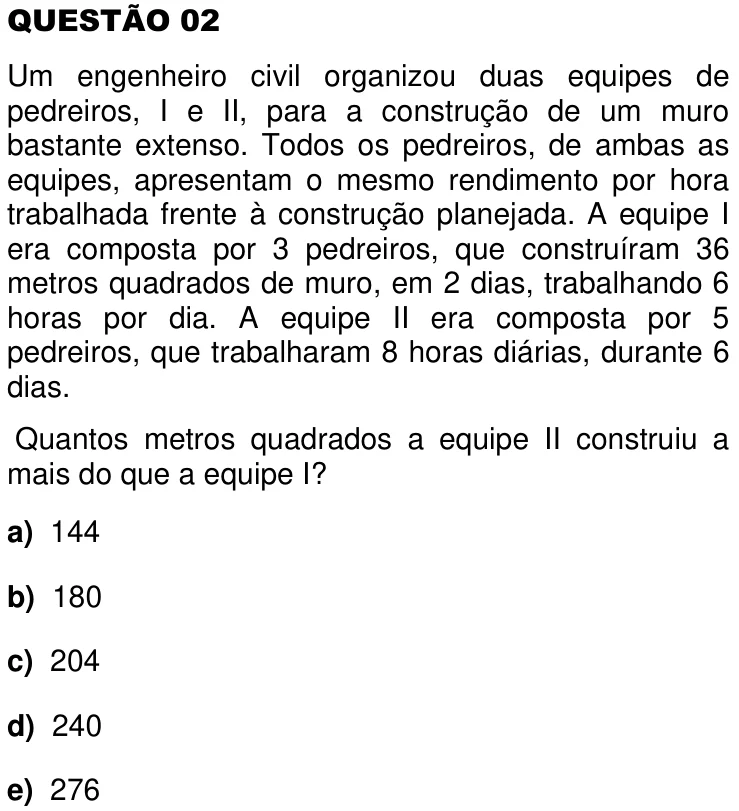 QUESTÃO 02
Um engenheiro civil organizou duas equipes de
pedreiros, I e II, para a construção de um muro
bastante extenso. Todos os pedreiros, de ambas as
equipes, apresentam o mesmo rendimento por hora
trabalhada frente à construção planejada. A equipe I
era composta por 3 pedreiros, que construíram 36
metros quadrados de muro, em 2 dias, trabalhando 6
horas por dia. A equipe II era composta por 5
pedreiros, que trabalharam 8 horas diárias, durante 6
dias.
Quantos metros quadrados a equipe II construiu a
mais do que a equipe I?
a) 144
b) 180
c) 204
d) 240
e) 276